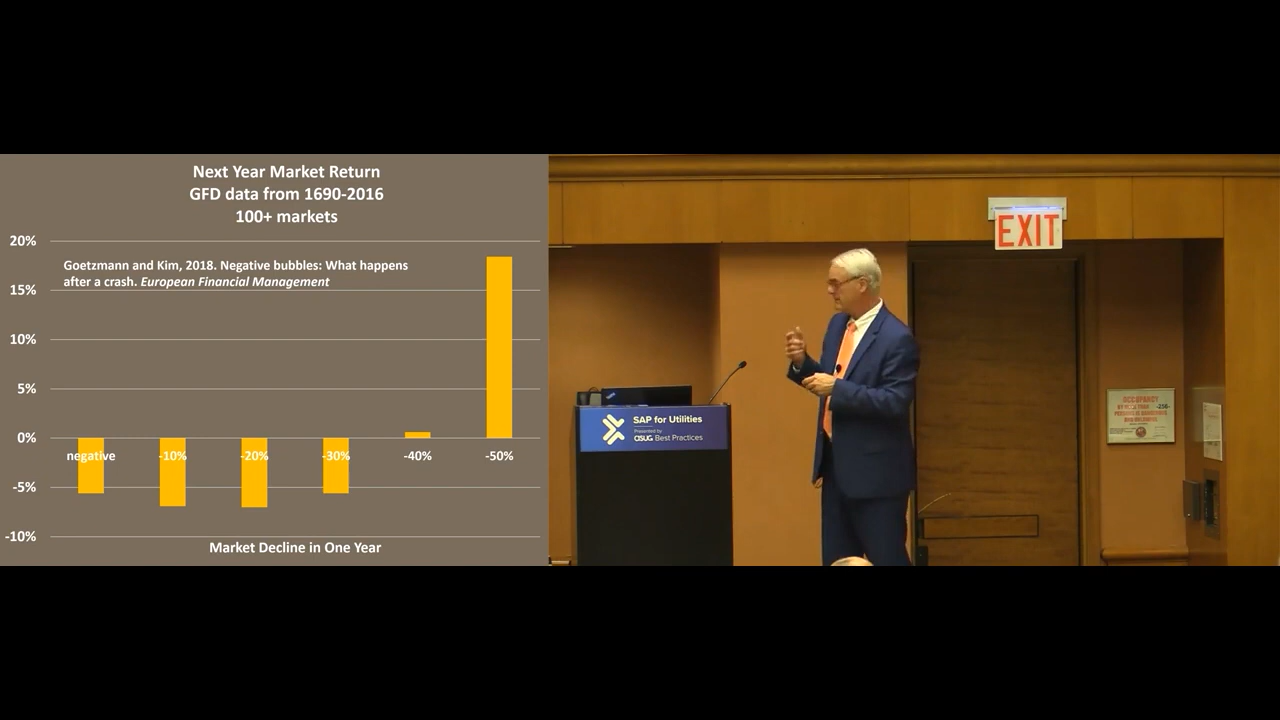 Next Year Market Return
GFD data from 1690-2016
100+ markets
20%
Goetzmann and Kim, 2018. Negative bubbles: What happens
after a crash. European Financial Management
15%
10%
5%
0%
negative -10% -20% -30% -40% -50%
-5%
-10%
Market Decline in One Year
EXIT
SAP for Utilities
Presented by
ASUG Best Practices
OCCUPANCY